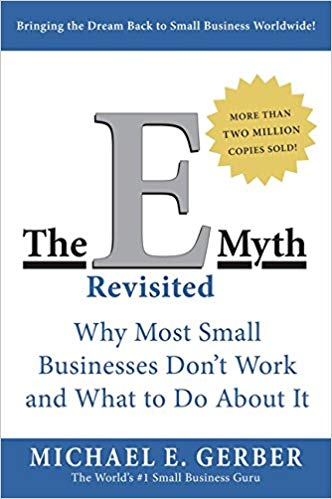 Bringing the Dream Back to Small Business Worldwide!
MORE THAN
TWO MILLION
COPIES SOLD!
The E Myth
Revisited
Why Most Small
Businesses Don't Work
and What to Do About It
MICHAEL E. GERBER
The World's #1 Small Business Guru